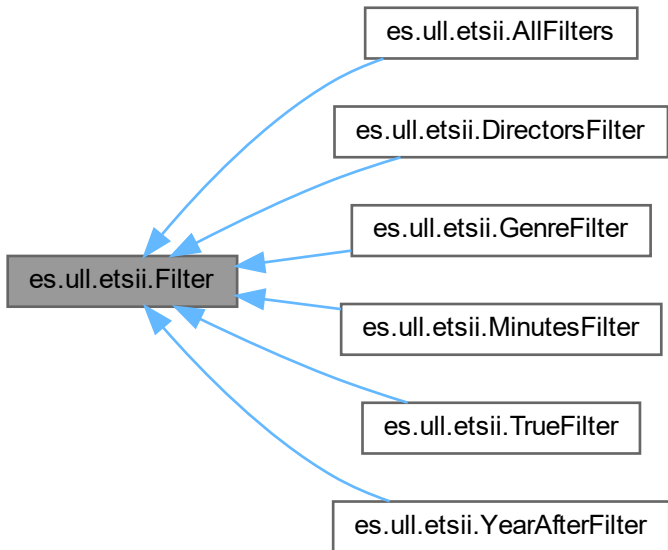 es.ull.etsii.AllFilters
es.ull.etsii.DirectorsFilter
es.ull.etsii.GenreFilter
es.ull.etsii.Filter
es.ull.etsii.MinutesFilter
es.ull.etsii.TrueFilter
es.ull.etsii.YearAfterFilter